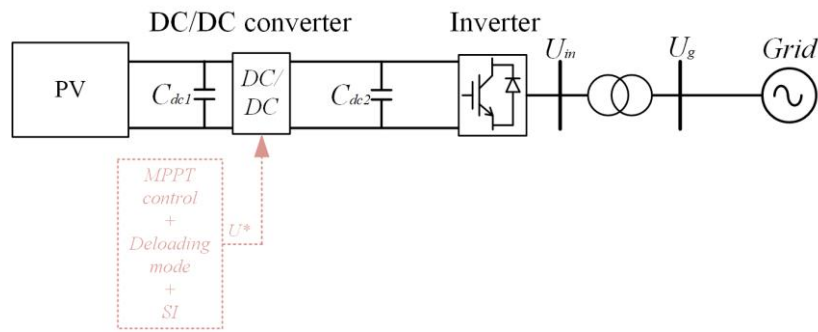 DC/DC converter
Inverter
U_in
U_g
Grid
PV
C_dc1
DC/
DC
C_dc2
MPPT
control
+
Deloading
mode
+
SI
U*